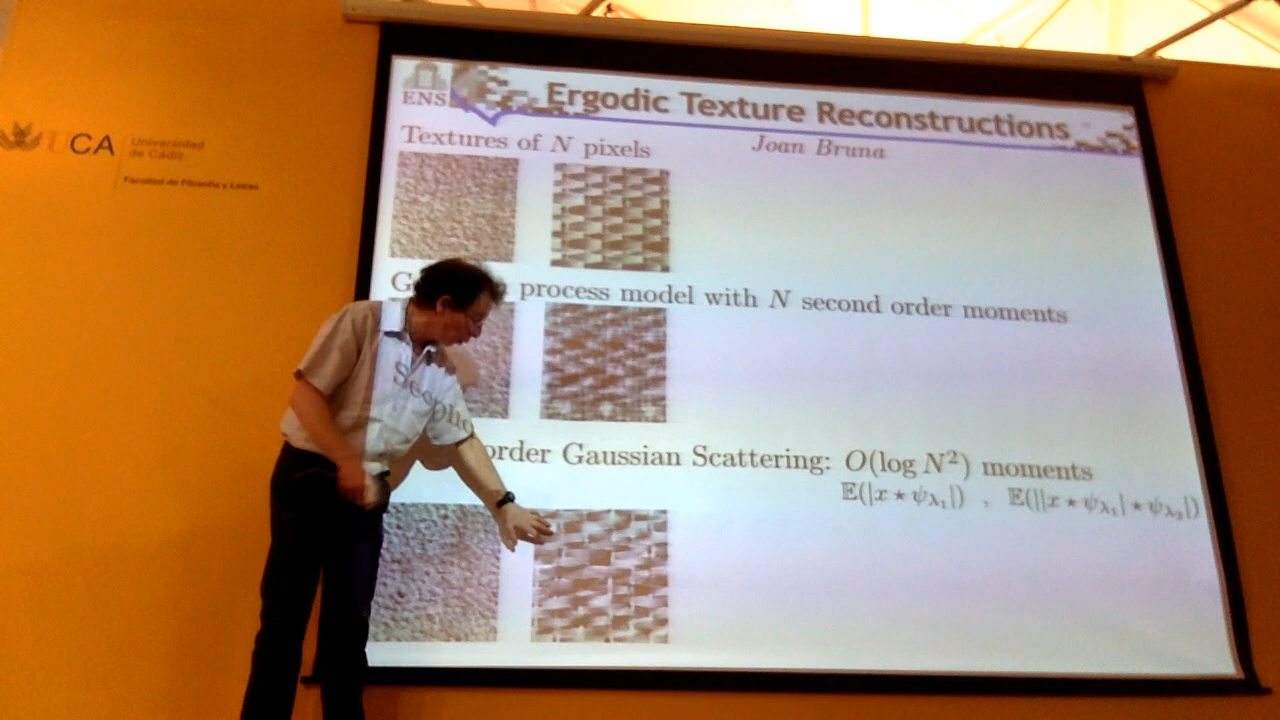 UCA
Universidad
de Cádiz
Facultad de Filosofía y Letras
ENS
Ergodic Texture Reconstructions
Textures of N pixels
Joan Bruna
process model with N second order moments
Second
order Gaussian Scattering: O(log N²) moments
𝔼(|x ⋆ ψ_λ₁|) , 𝔼(||x ⋆ ψ_λ₁| ⋆ ψ_λ₂|)